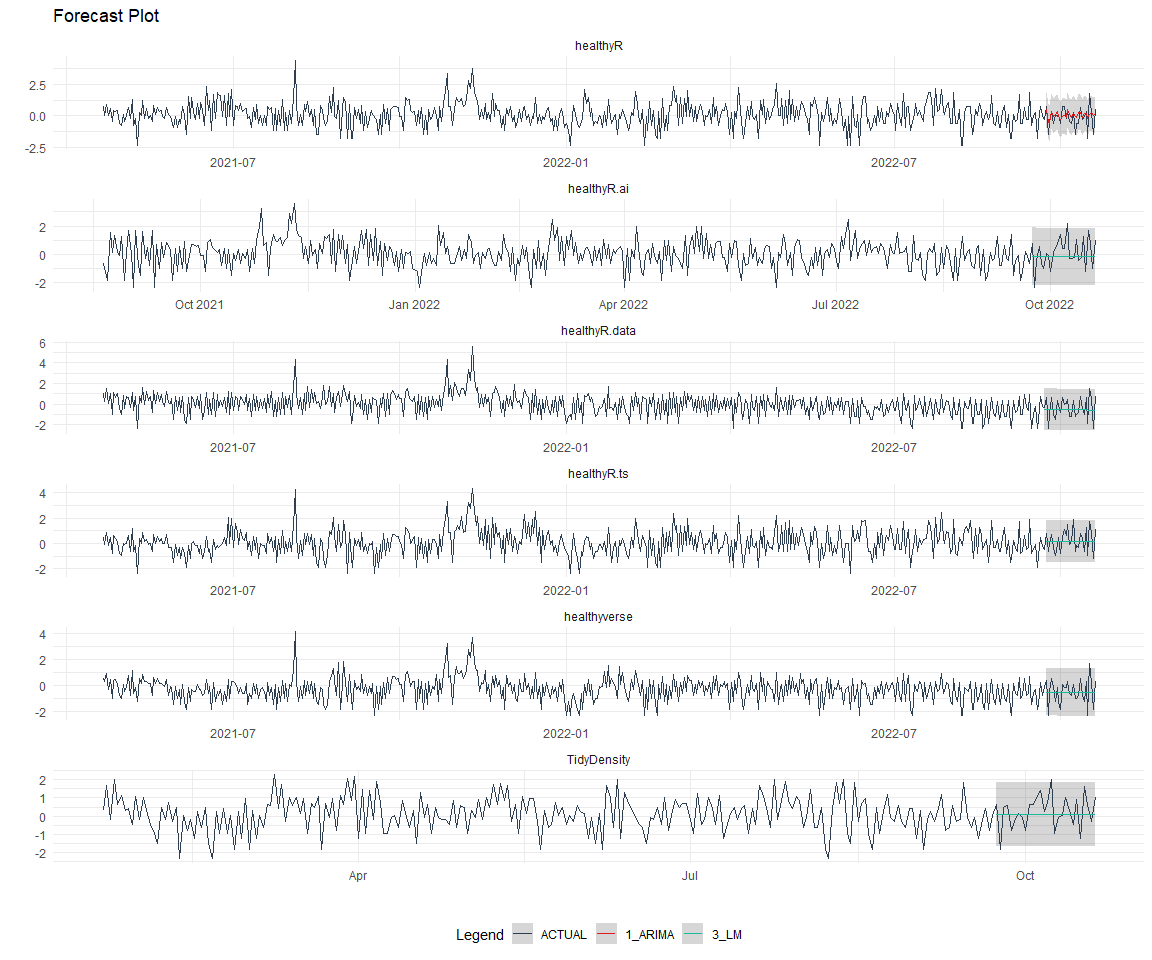 Forecast Plot
healthyR
2.5
0.0
-2.5
2021-07 2022-01 2022-07
healthyR.ai
2
0
-2
Oct 2021 Jan 2022 Apr 2022 Jul 2022 Oct 2022
healthyR.data
6
4
2
0
-2
2021-07 2022-01 2022-07
healthyR.ts
4
2
0
-2
2021-07 2022-01 2022-07
healthyverse
4
2
0
-2
2021-07 2022-01 2022-07
TidyDensity
2
1
0
-1
-2
Apr Jul Oct
Legend ACTUAL 1_ARIMA 3_LM